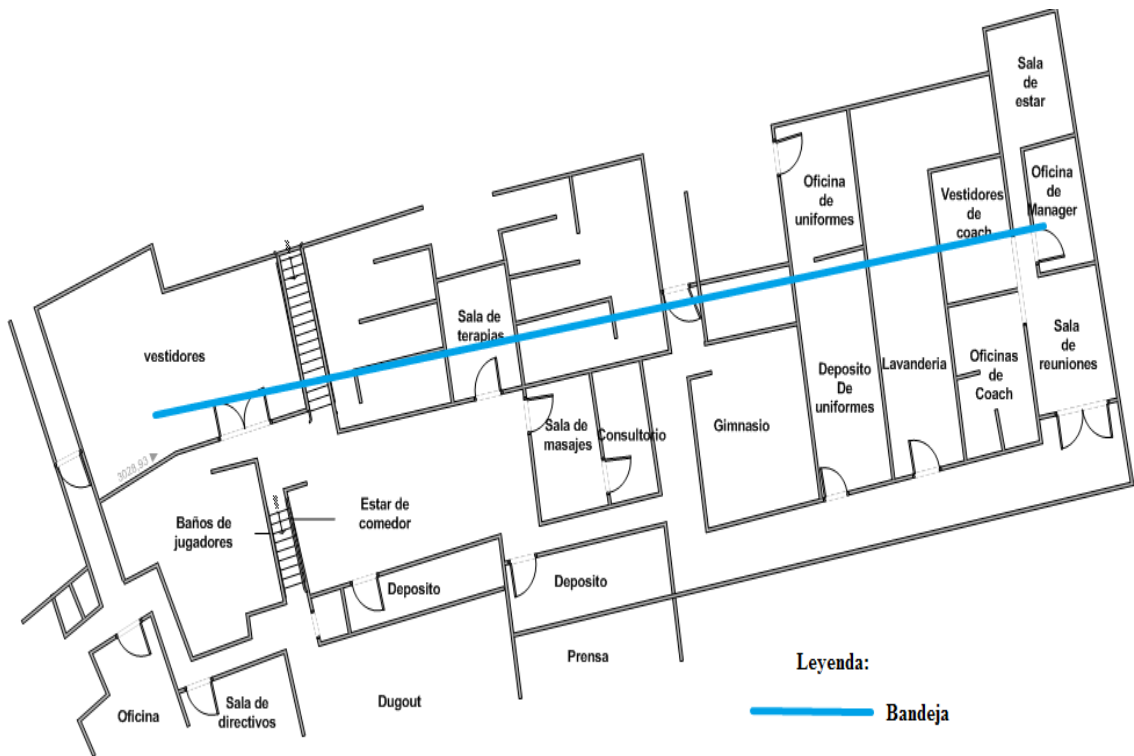 Sala
de
estar
Oficina
de
Manager
Oficina
de
uniformes
Vestidores
de
coach
Sala de
terapias
vestidores
Sala
de
reuniones
Lavanderia
Oficinas
de
Coach
Deposito
De
uniformes
Gimnasio
Sala de
masajes
Consultorio
3028,93
Estar de
comedor
Baños de
jugadores
Deposito
Deposito
Prensa
Leyenda:
Bandeja
Dugout
Sala de
directivos
Oficina